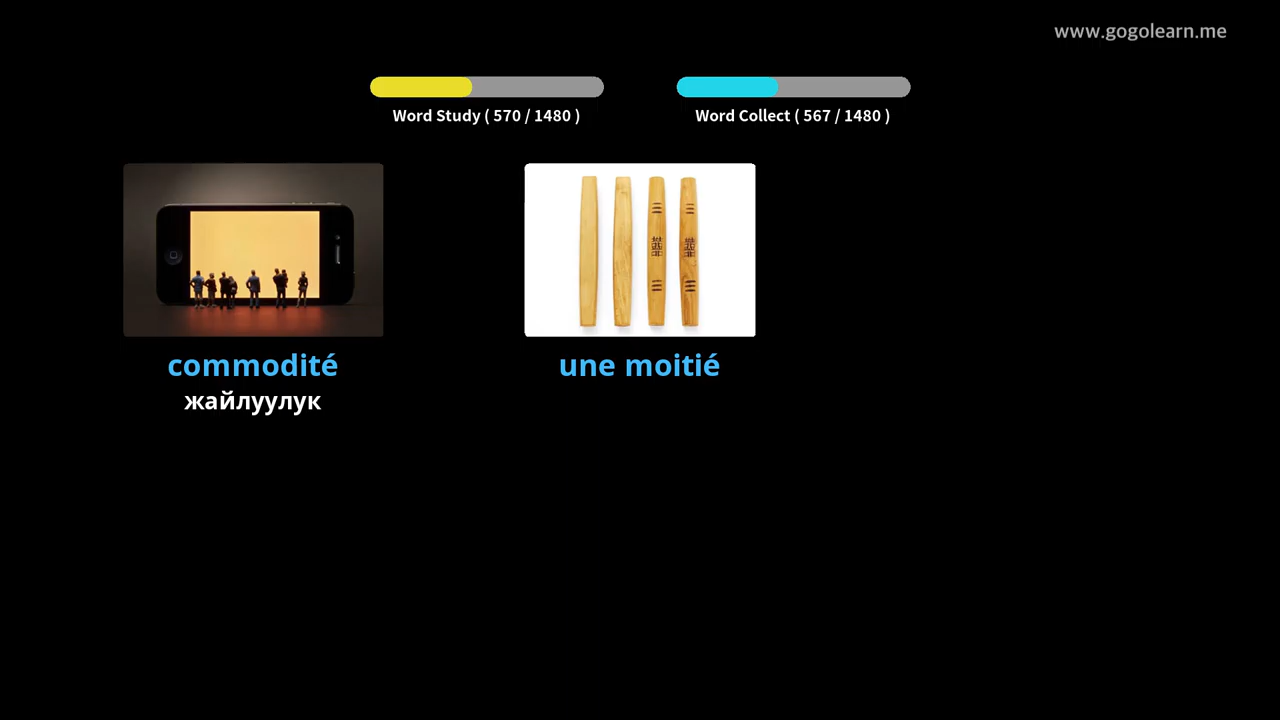 www.gogolearn.me
Word Study ( 570 / 1480 )
Word Collect ( 567 / 1480 )
commodité
жайлуулук
une moitié